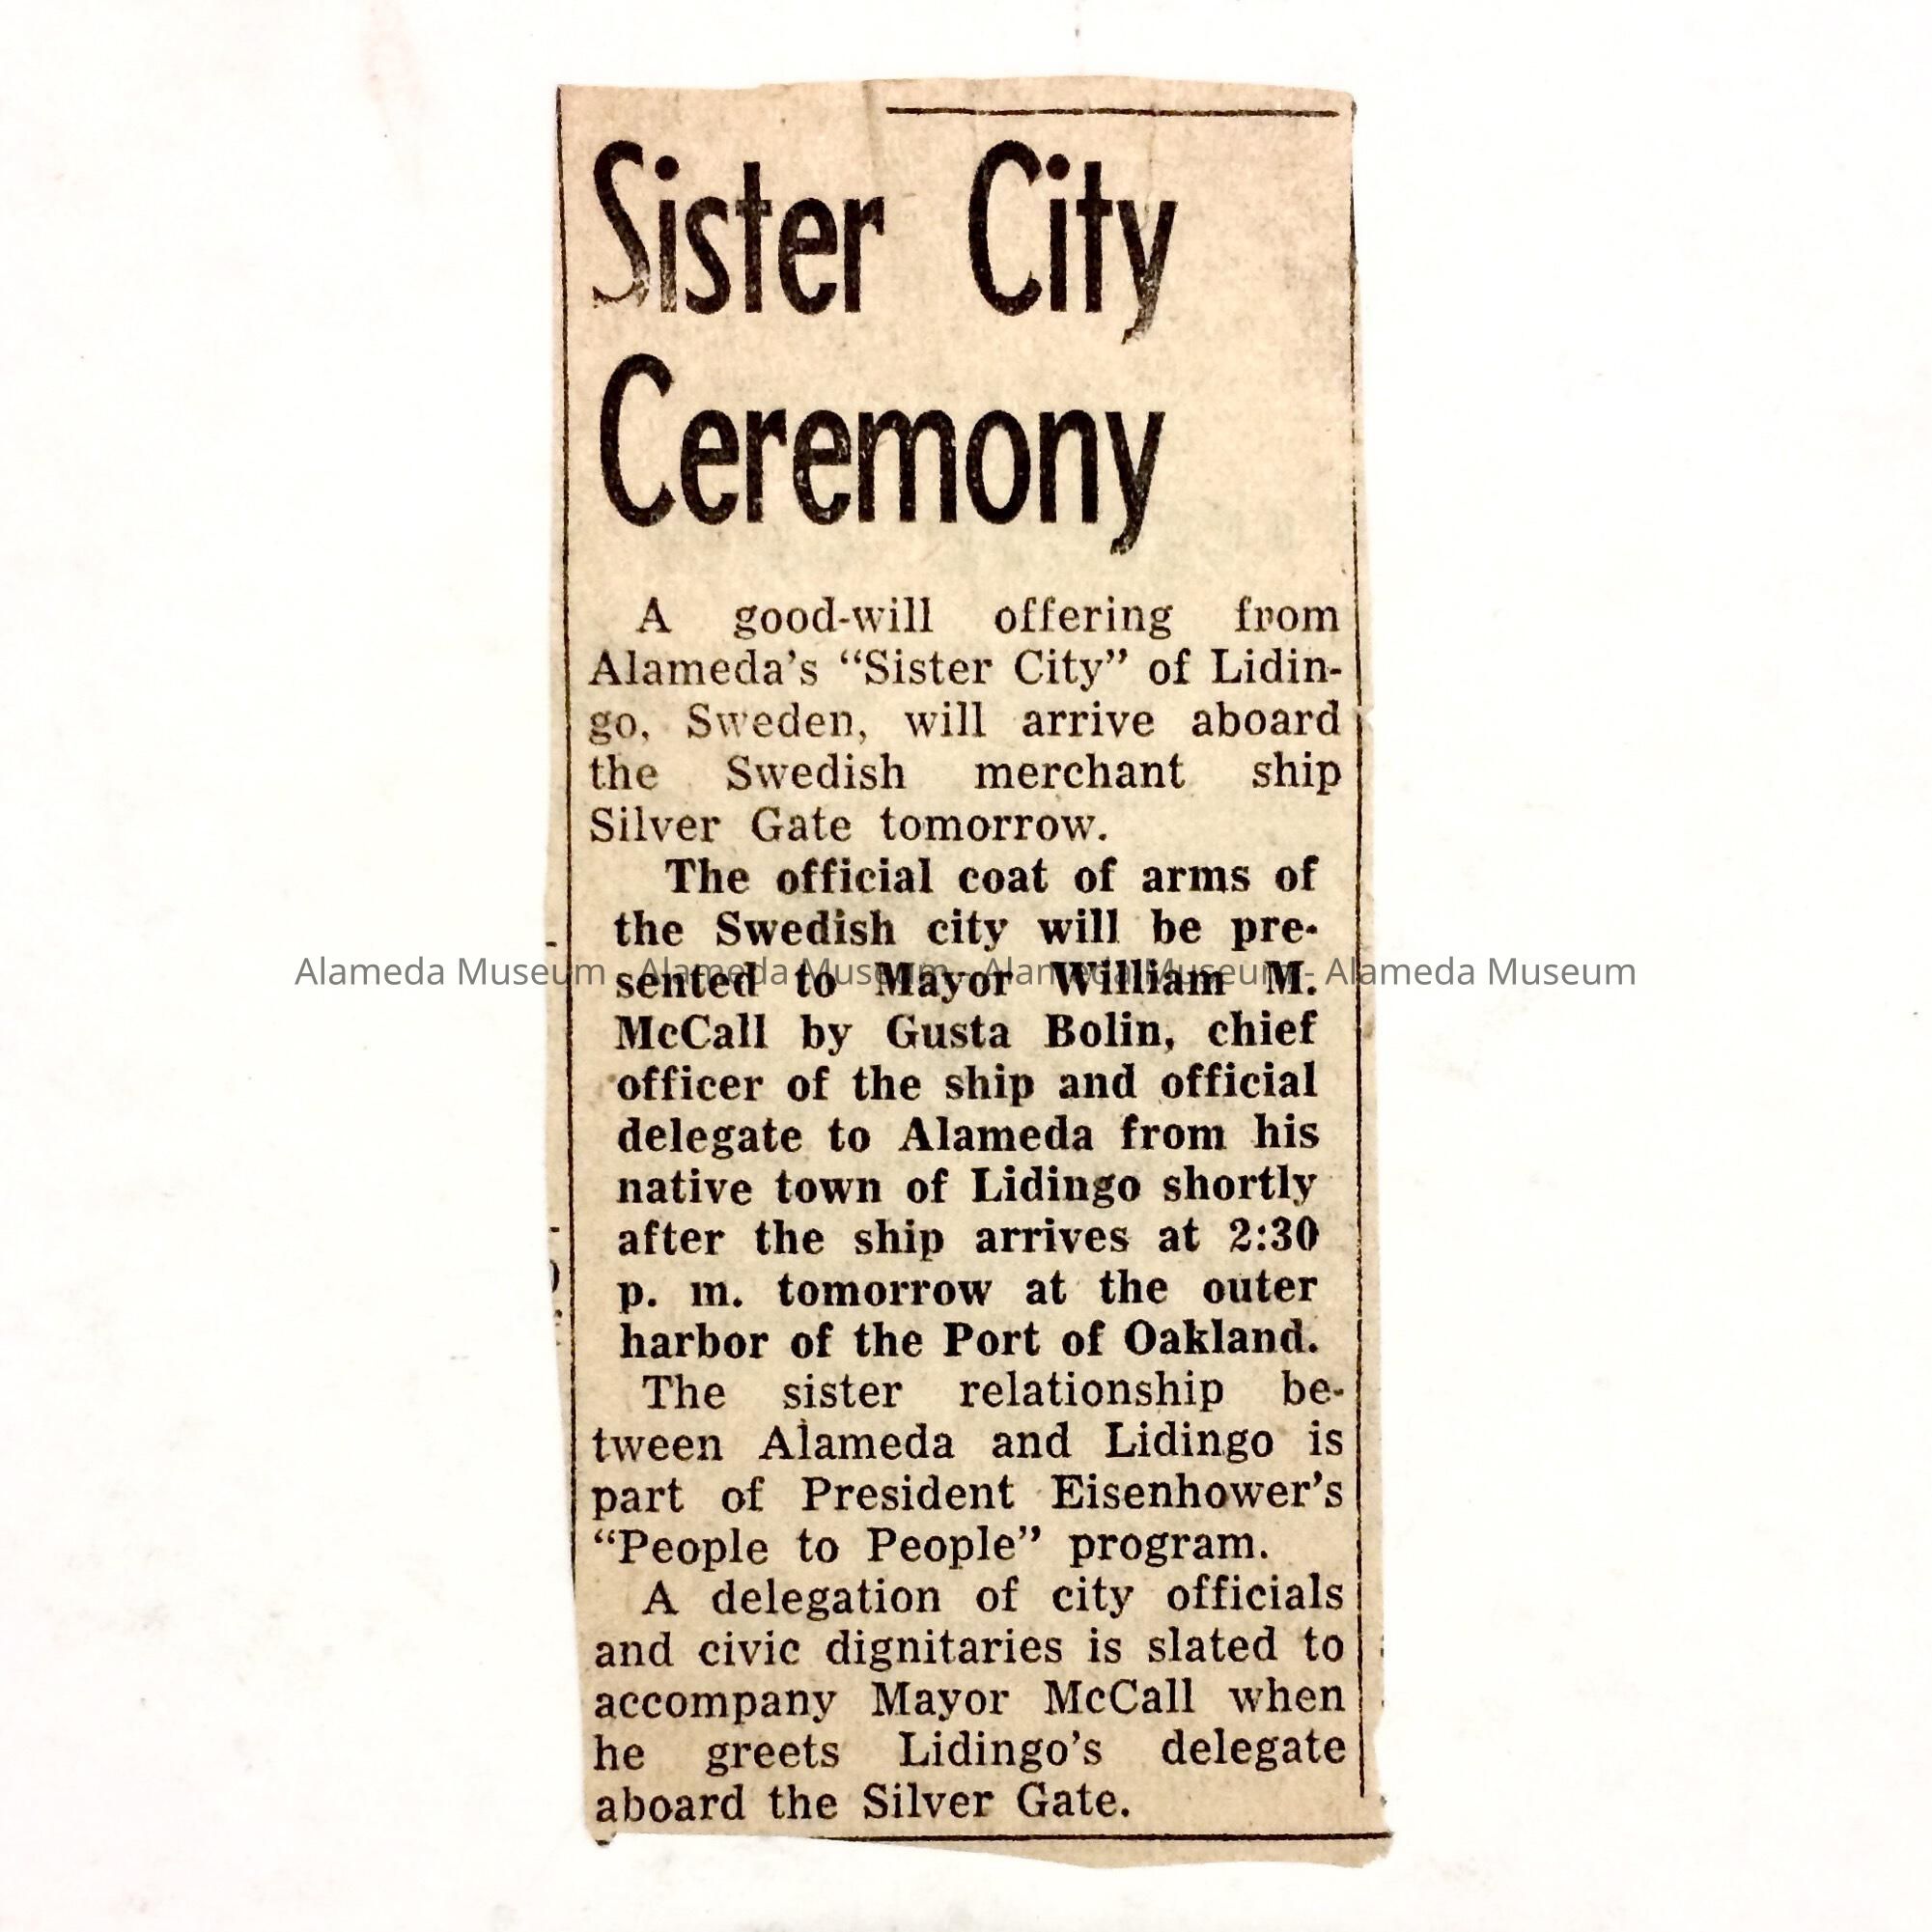 Sister City
Ceremony
A good-will offering from
Alameda's “Sister City” of Lidin-
go, Sweden, will arrive aboard
the Swedish merchant ship
Silver Gate tomorrow.
The official coat of arms of
the Swedish city will be pre-
sented to Mayor William M.
McCall by Gusta Bolin, chief
officer of the ship and official
delegate to Alameda from his
native town of Lidingo shortly
after the ship arrives at 2:30
p. m. tomorrow at the outer
harbor of the Port of Oakland.
The sister relationship be-
tween Alameda and Lidingo is
part of President Eisenhower's
“People to People” program.
A delegation of city officials
and civic dignitaries is slated to
accompany Mayor McCall when
he greets Lidingo's delegate
aboard the Silver Gate.
Alameda Museum - Alameda Museum - Alameda Museum - Alameda Museum